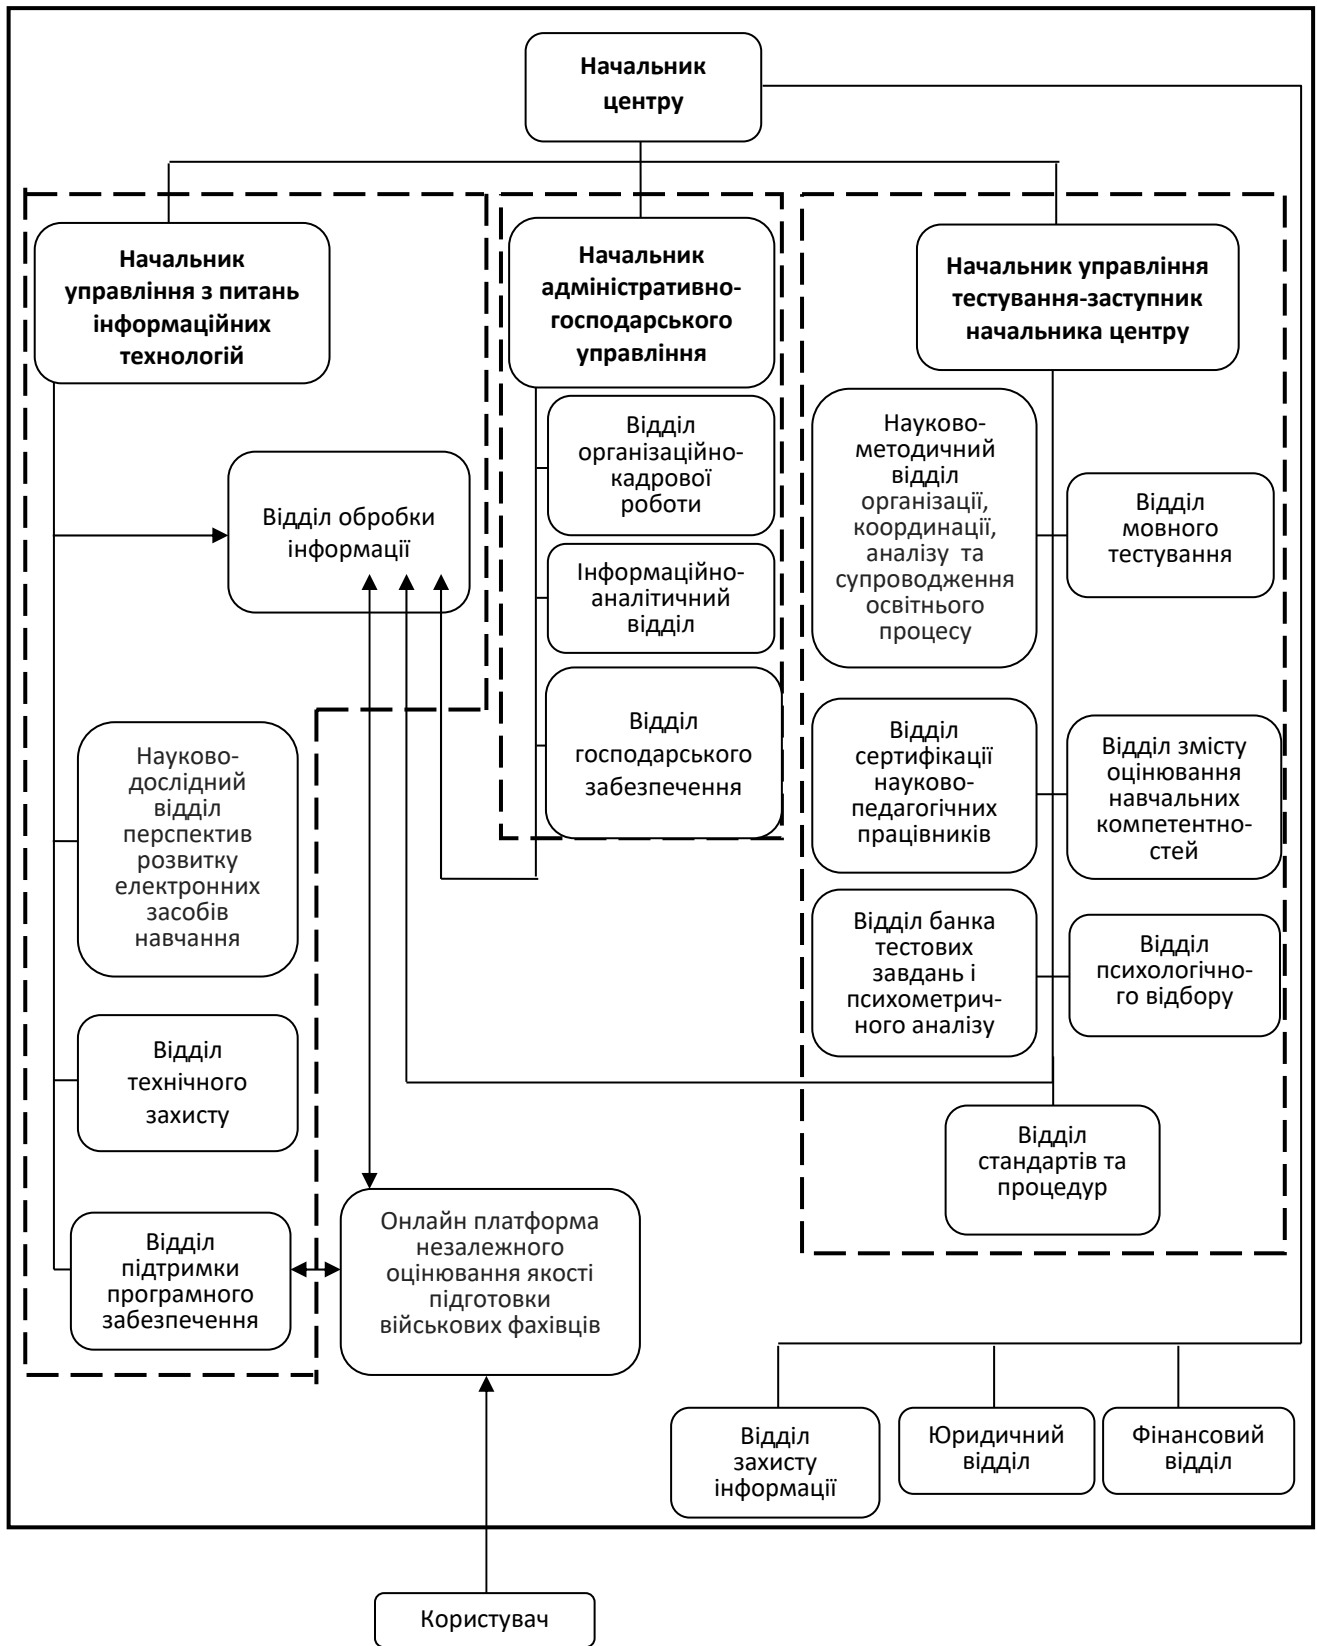 Начальник
центру
Начальник
управління з питань
інформаційних
технологій
Начальник
адміністративно-
господарського
управління
Начальник управління
тестування-заступник
начальника центру
Відділ обробки
інформації
Науково-
дослідний
відділ
перспектив
розвитку
електронних
засобів
навчання
Відділ
технічного
захисту
Відділ
підтримки
програмного
забезпечення
Відділ
організаційно-
кадрової
роботи
Інформаційно-
аналітичний
відділ
Відділ
господарського
забезпечення
Науково-
методичний
відділ
організації,
координації,
аналізу та
супроводження
освітнього
процесу
Відділ
мовного
тестування
Відділ
сертифікації
науково-
педагогічних
працівників
Відділ змісту
оцінювання
навчальних
компетентно-
стей
Відділ банка
тестових
завдань і
психометрич-
ного аналізу
Відділ
психологічно-
го відбору
Відділ
стандартів та
процедур
Онлайн платформа
незалежного
оцінювання якості
підготовки
військових фахівців
Відділ
захисту
інформації
Юридичний
відділ
Фінансовий
відділ
Користувач